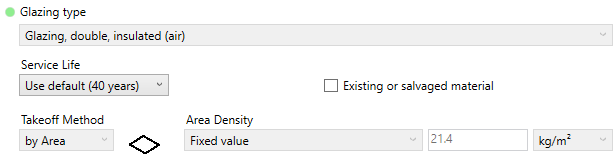 Glazing type
Glazing, double, insulated (air)
Service Life
Use default (40 years)
Existing or salvaged material
Takeoff Method
Area Density
by Area
Fixed value
21.4
kg/m²